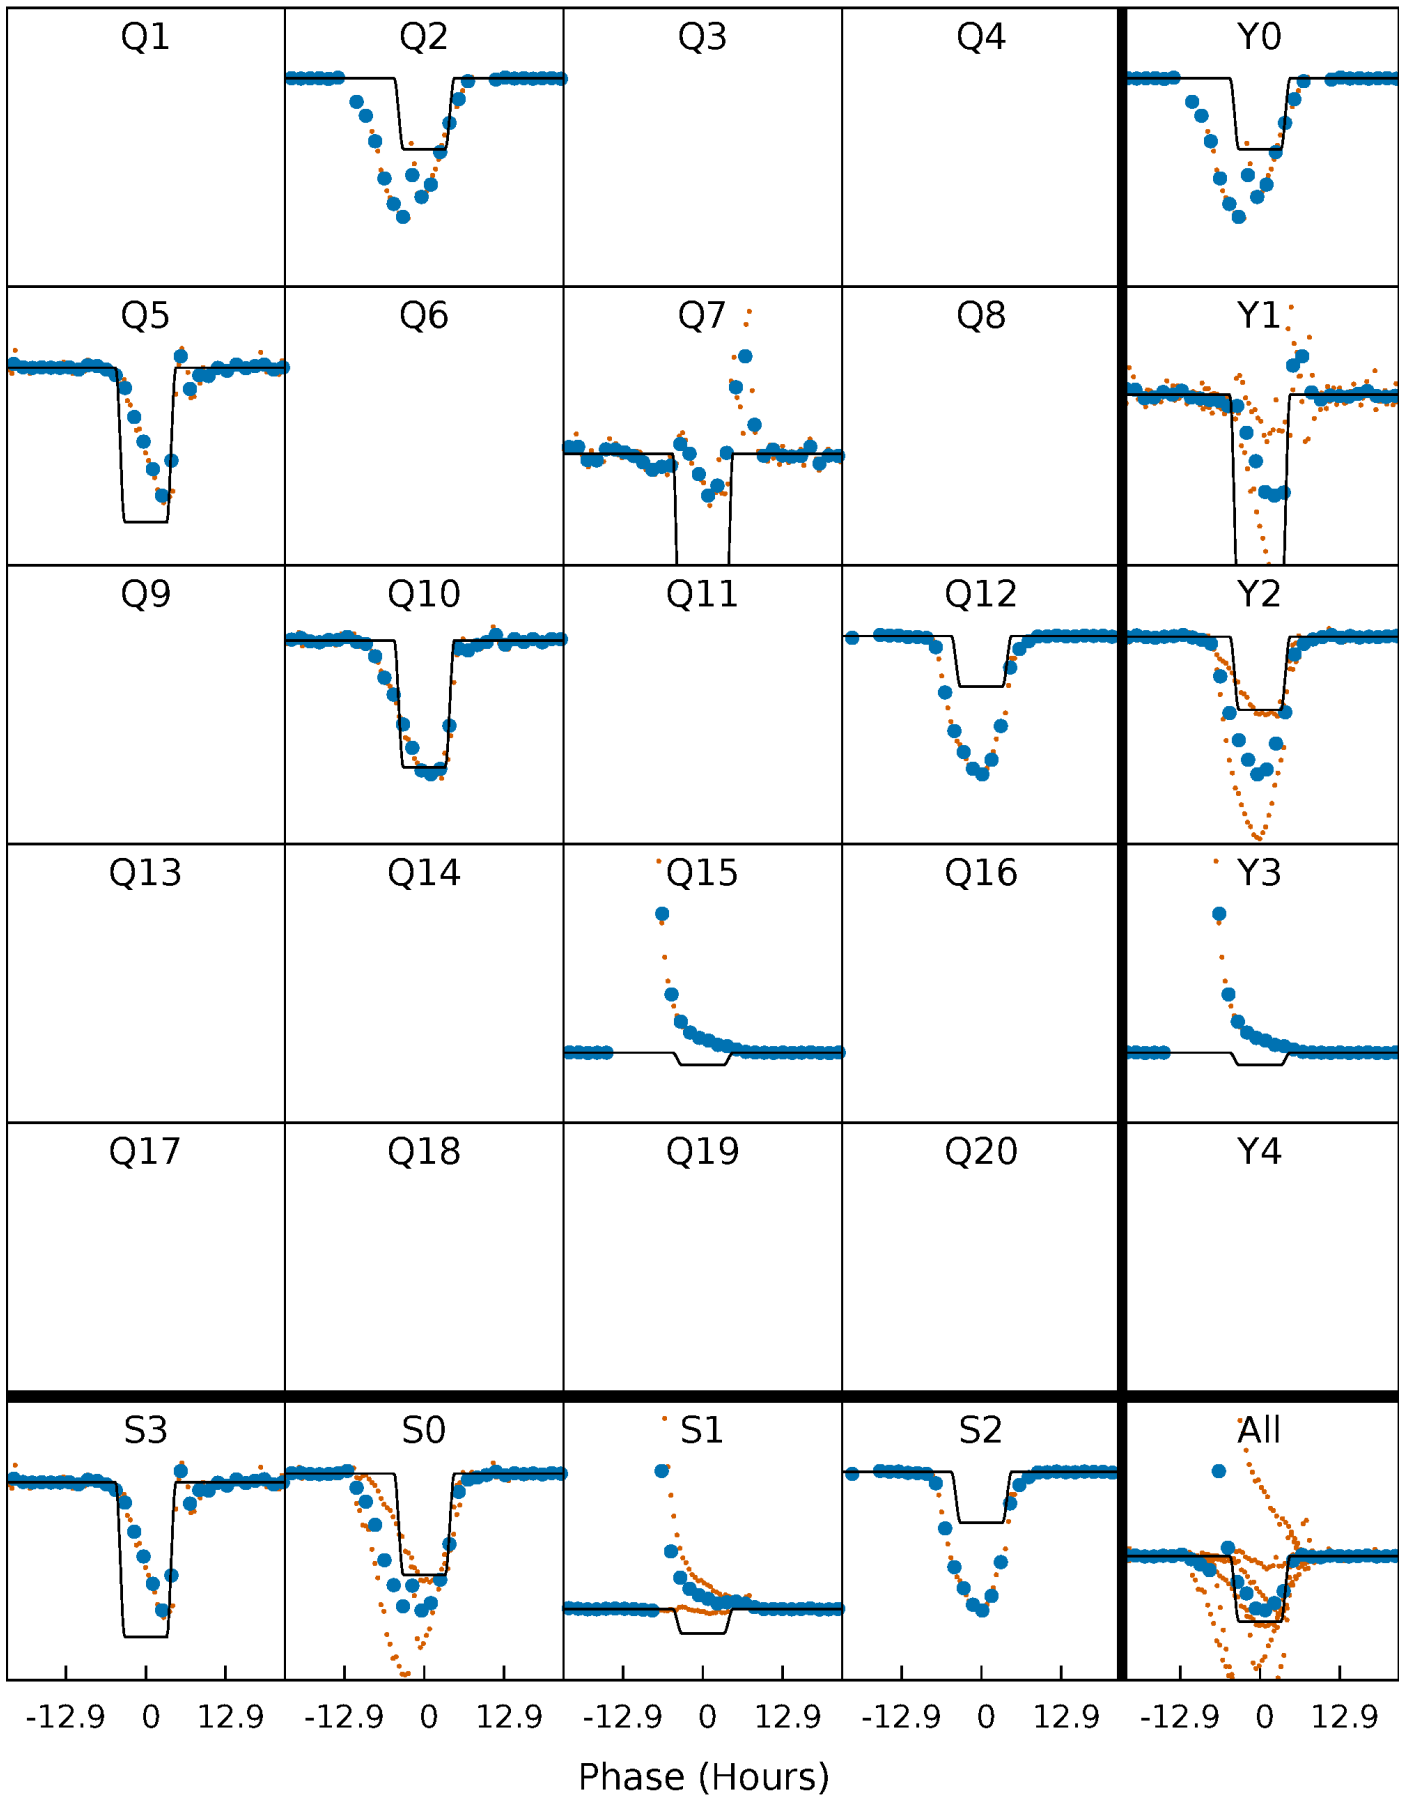 Q1 Q2 Q3 Q4 Y0
Q5 Q6 Q7 Q8 Y1
Q9 Q10 Q11 Q12 Y2
Q13 Q14 Q15 Q16 Y3
Q17 Q18 Q19 Q20 Y4
S3 S0 S1 S2 All
-12.9 0 12.9 -12.9 0 12.9 -12.9 0 12.9 -12.9 0 12.9 -12.9 0 12.9
Phase (Hours)